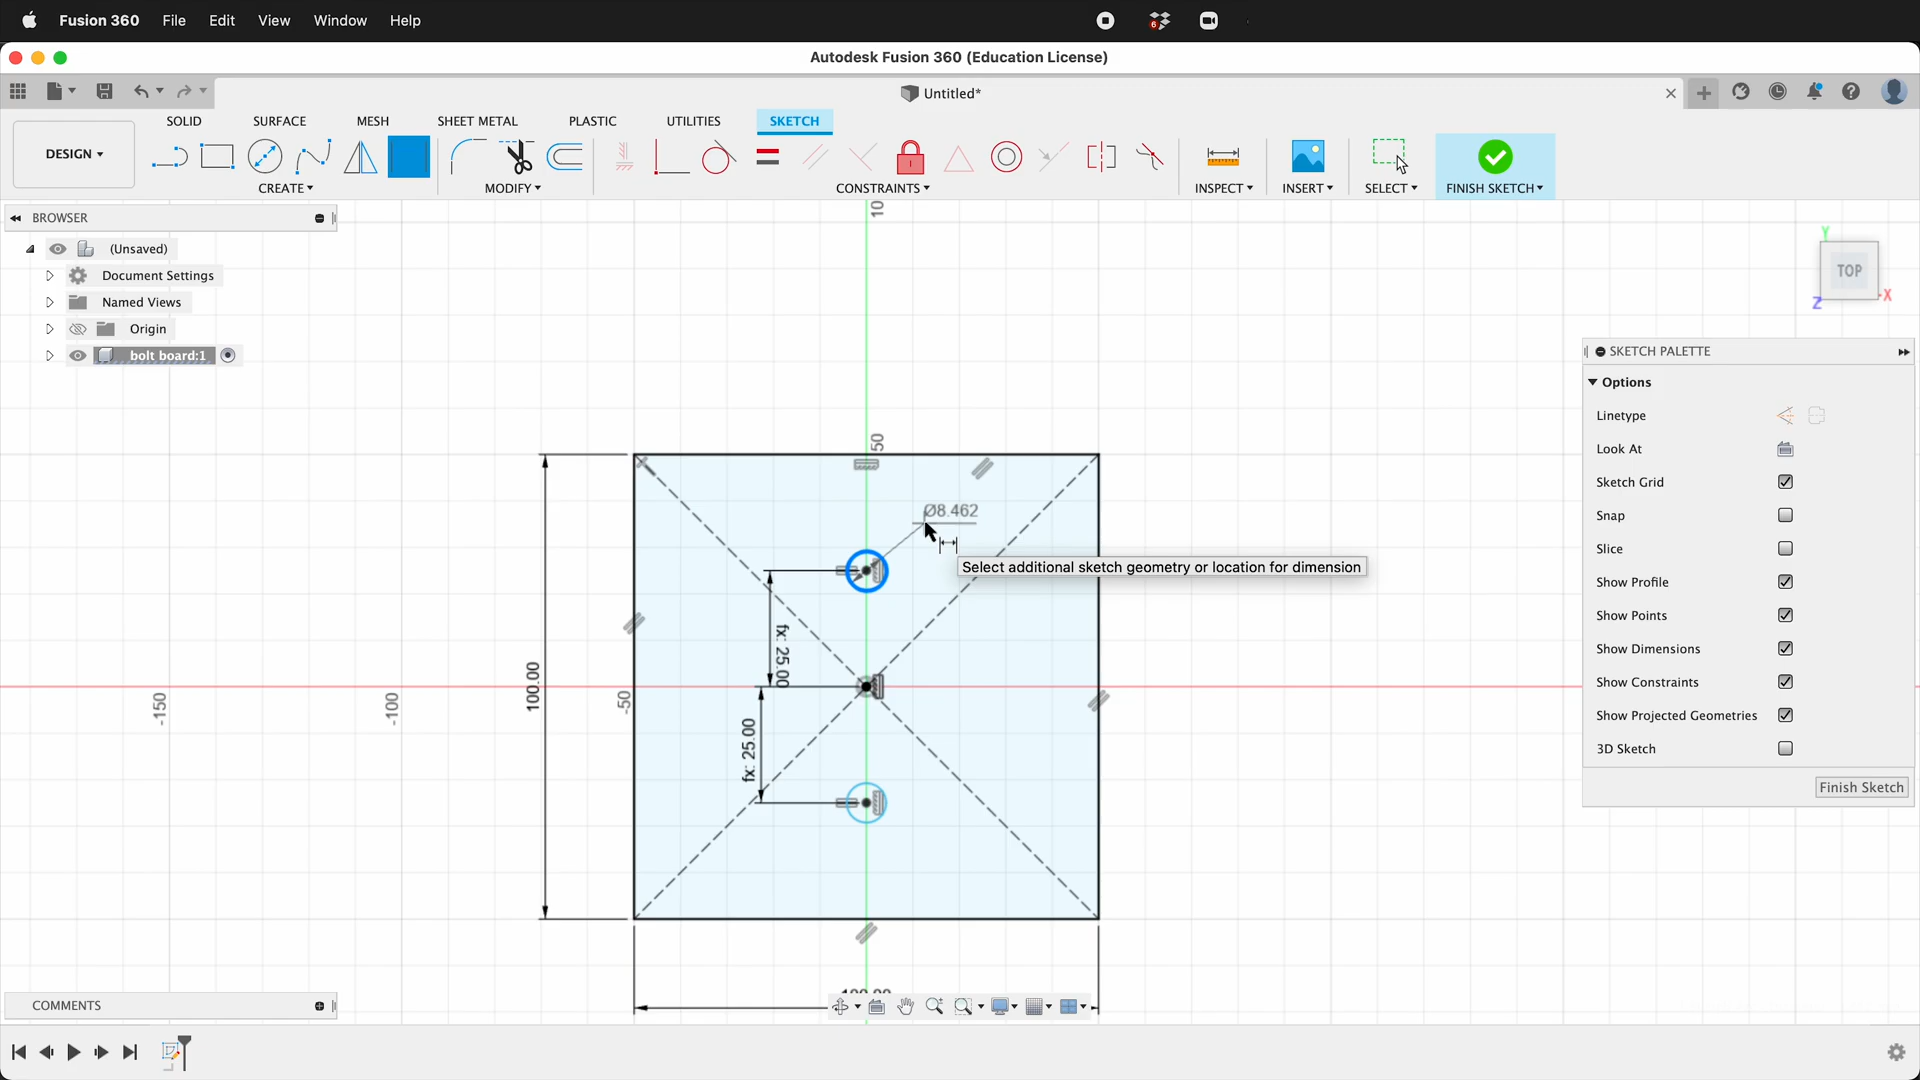 Fusion 360 File Edit View Window Help
6
Autodesk Fusion 360 (Education License)
Untitled*
SOLID SURFACE MESH SHEET METAL PLASTIC UTILITIES SKETCH
DESIGN
CREATE MODIFY CONSTRAINTS INSPECT INSERT SELECT FINISH SKETCH
BROWSER
(Unsaved)
Document Settings
Named Views
Origin
bolt board:1
10
50
Ø8.462
Select additional sketch geometry or location for dimension
fx: 25.00
100.00
-150
-100
-50
fx: 25.00
Y
TOP
X
Z
SKETCH PALETTE
Options
Linetype
Look At
Sketch Grid
Snap
Slice
Show Profile
Show Points
Show Dimensions
Show Constraints
Show Projected Geometries
3D Sketch
Finish Sketch
COMMENTS